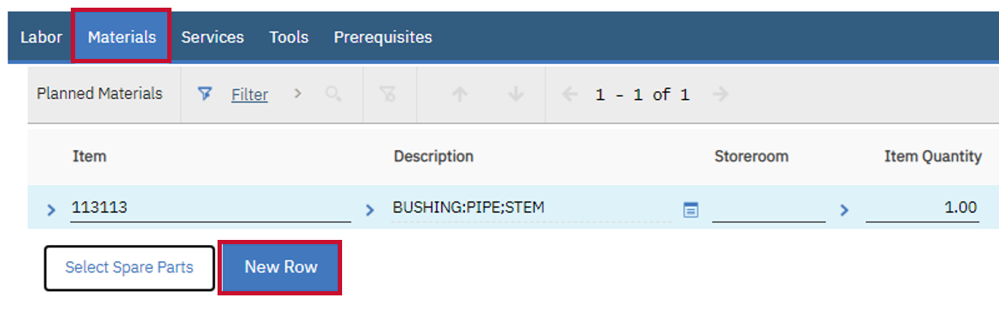 Labor Materials Services Tools Prerequisites
Planned Materials Filter 1 - 1 of 1
Item Description Storeroom Item Quantity
113113 BUSHING:PIPE;STEM 1.00
Select Spare Parts New Row